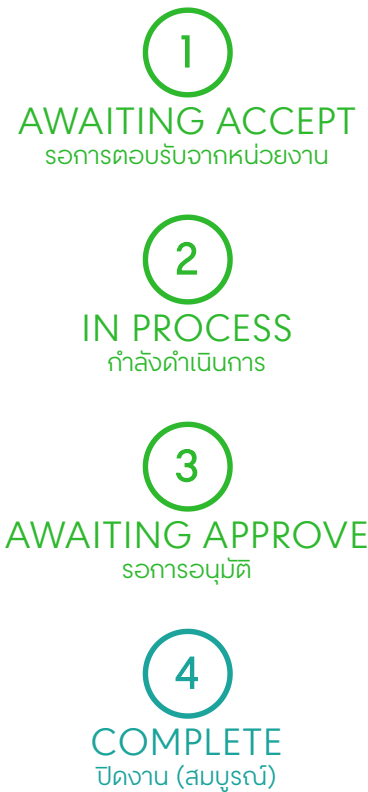 1
AWAITING ACCEPT
รอการตอบรับจากหน่วยงาน
2
IN PROCESS
กำลังดำเนินการ
3
AWAITING APPROVE
รอการอนุมัติ
4
COMPLETE
ปิดงาน (สมบูรณ์)